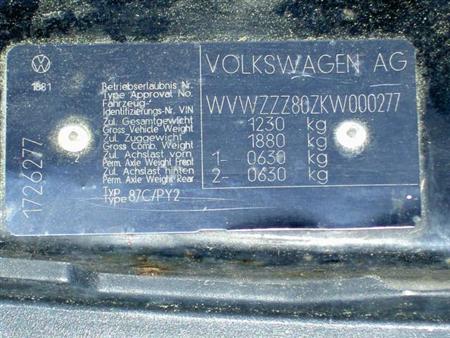 VOLKSWAGEN AG
1881
Betriebserlaubnis Nr.
Type Approval No.
Fahrzeug-
Identifizierungs-Nr. VIN
WVWZZZ80ZKW000277
Zul. Gesamtgewicht
Gross Vehicle Weight
1230 kg
Zul. Zuggewicht
Gross Comb. Weight
1880 kg
Zul. Achslast vorn
Perm. Axle Weight Front
1- 0630 kg
Zul. Achslast hinten
Perm. Axle Weight Rear
2- 0630 kg
Typ
Type 87C/PY2
1726277